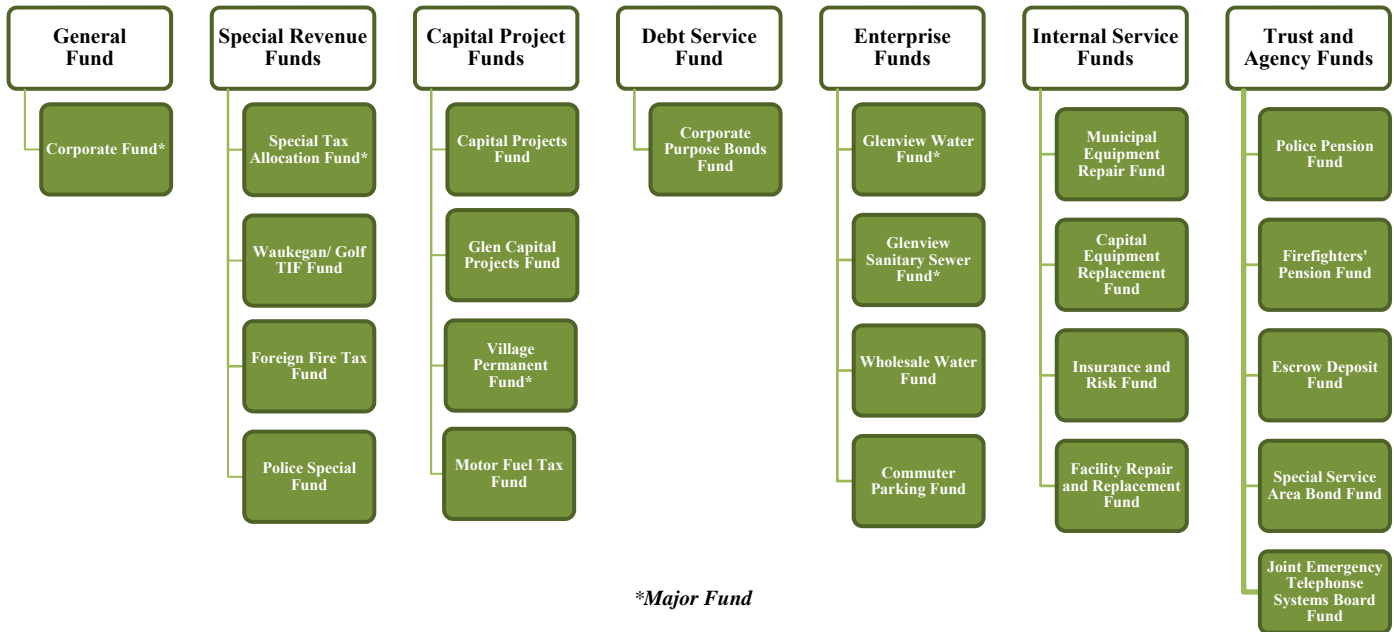 General
Fund
Corporate Fund*
Special Revenue
Funds
Special Tax
Allocation Fund*
Waukegan/ Golf
TIF Fund
Foreign Fire Tax
Fund
Police Special
Fund
Capital Project
Funds
Capital Projects
Fund
Glen Capital
Projects Fund
Village
Permanent
Fund*
Motor Fuel Tax
Fund
Debt Service
Fund
Corporate
Purpose Bonds
Fund
Enterprise
Funds
Glenview Water
Fund*
Glenview
Sanitary Sewer
Fund*
Wholesale Water
Fund
Commuter
Parking Fund
Internal Service
Funds
Municipal
Equipment
Repair Fund
Capital
Equipment
Replacement
Fund
Insurance and
Risk Fund
Facility Repair
and Replacement
Fund
Trust and
Agency Funds
Police Pension
Fund
Firefighters'
Pension Fund
Escrow Deposit
Fund
Special Service
Area Bond Fund
Joint Emergency
Telephonse
Systems Board
Fund
*Major Fund